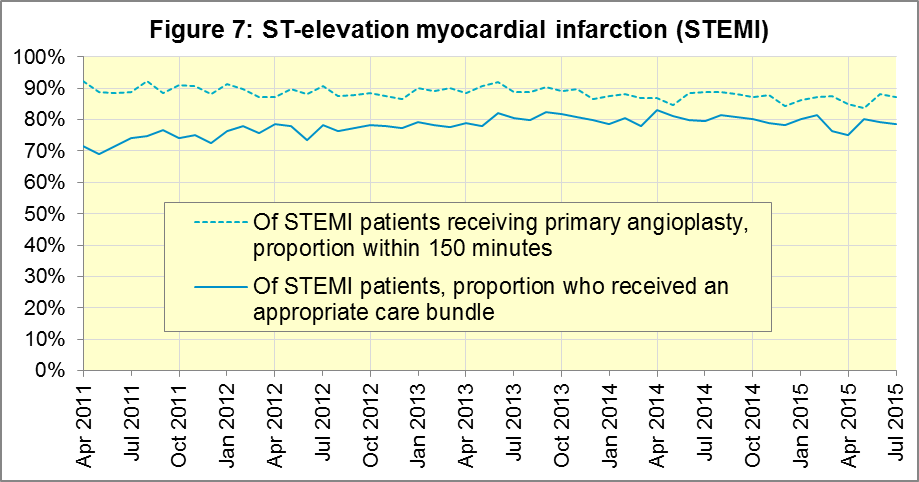 Figure 7: ST-elevation myocardial infarction (STEMI)
100%
90%
80%
70%
60%
50%
40%
30%
20%
10%
0%
Of STEMI patients receiving primary angioplasty,
proportion within 150 minutes
Of STEMI patients, proportion who received an
appropriate care bundle
Apr 2011
Jul 2011
Oct 2011
Jan 2012
Apr 2012
Jul 2012
Oct 2012
Jan 2013
Apr 2013
Jul 2013
Oct 2013
Jan 2014
Apr 2014
Jul 2014
Oct 2014
Jan 2015
Apr 2015
Jul 2015